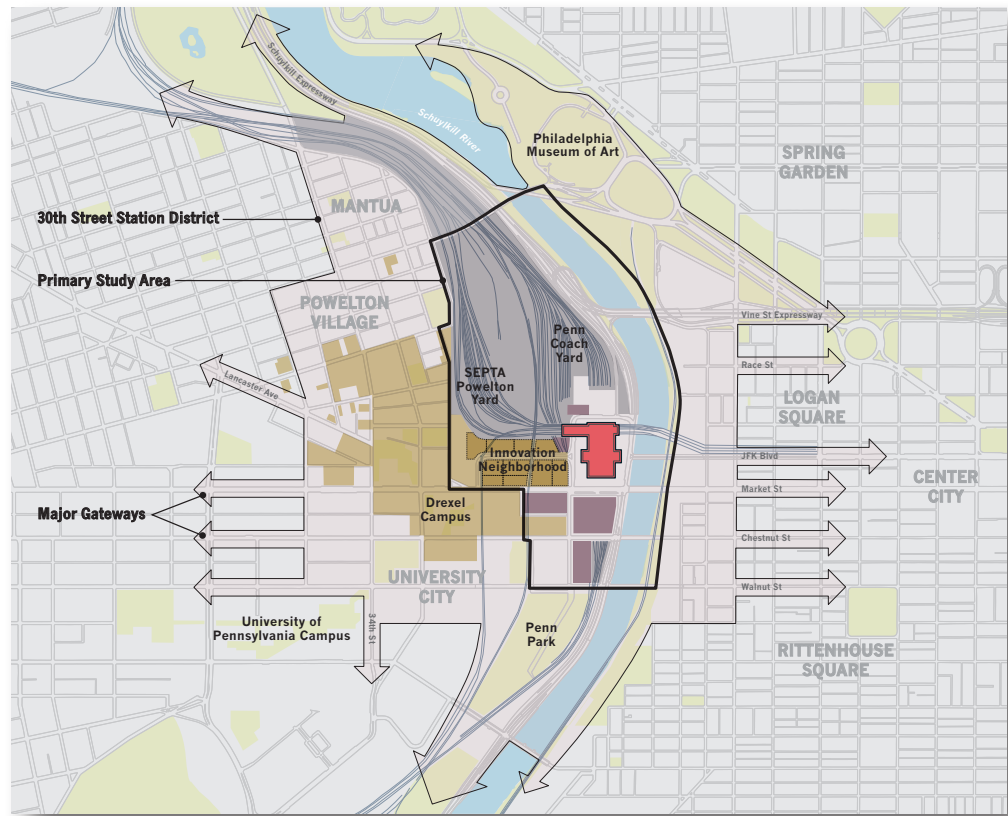 Schuylkill Expressway
Schuylkill River
Philadelphia
Museum of Art
SPRING
GARDEN
MANTUA
30th Street Station District
Primary Study Area
POWELTON
VILLAGE
Vine St Expressway
Penn
Coach
Yard
Race St
SEPTA
Powelton
Yard
Lancaster Ave
LOGAN
SQUARE
Innovation
Neighborhood
JFK Blvd
CENTER
CITY
Market St
Major Gateways
Drexel
Campus
Chestnut St
UNIVERSITY
CITY
Walnut St
University of
Pennsylvania Campus
34th St
Penn
Park
RITTENHOUSE
SQUARE